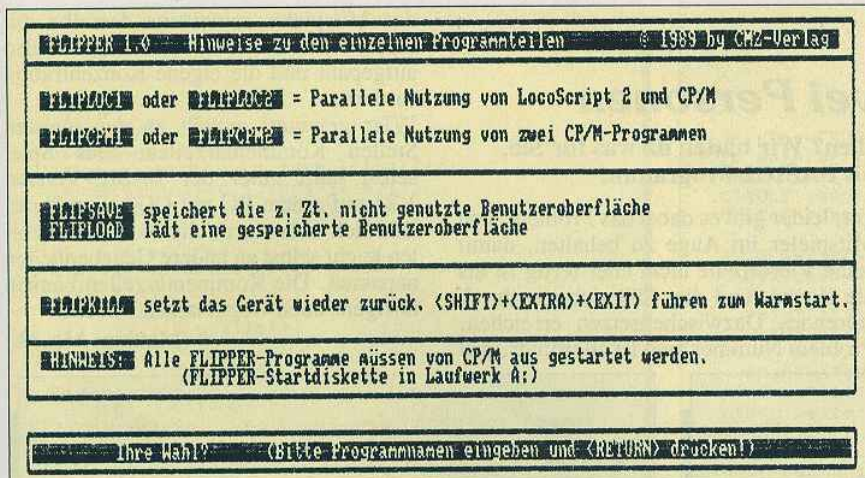 FLIPPER 1.0 Hinweise zu den einzelnen Programmteilen © 1989 by CMZ-Verlag
FLIPLOC1 oder FLIPLOC2 = Parallele Nutzung von LocoScript 2 und CP/M
FLIPCPM1 oder FLIPCPM2 = Parallele Nutzung von zwei CP/M-Programmen
FLIPSAVE speichert die z. Zt. nicht genutzte Benutzeroberfläche
FLIPLOAD lädt eine gespeicherte Benutzeroberfläche
FLIPKILL setzt das Gerät wieder zurück. <SHIFT>+<EXTRA>+<EXIT> führen zum Warmstart.
HINWEIS: Alle FLIPPER-Programme müssen von CP/M aus gestartet werden.
(FLIPPER-Startdiskette in Laufwerk A:)
Ihre Wahl? (Bitte Programmnamen eingeben und <RETURN> drücken!)